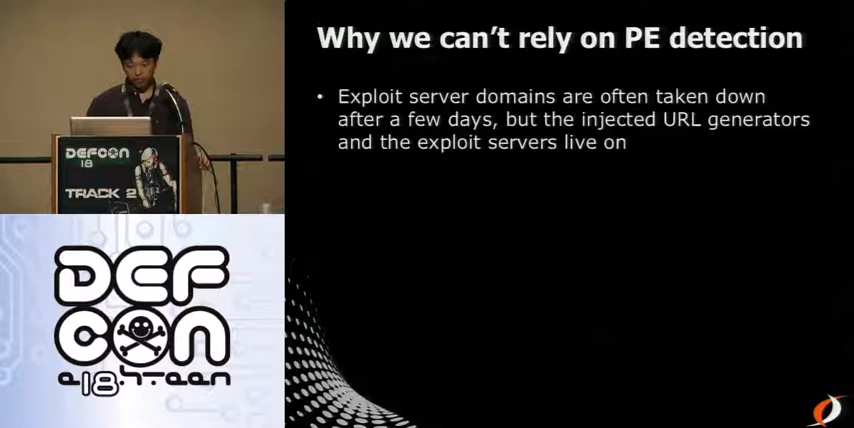 Why we can't rely on PE detection
• Exploit server domains are often taken down
after a few days, but the injected URL generators
and the exploit servers live on
DEFCON
18
TRACK 2
DEF
CON
e18hteen